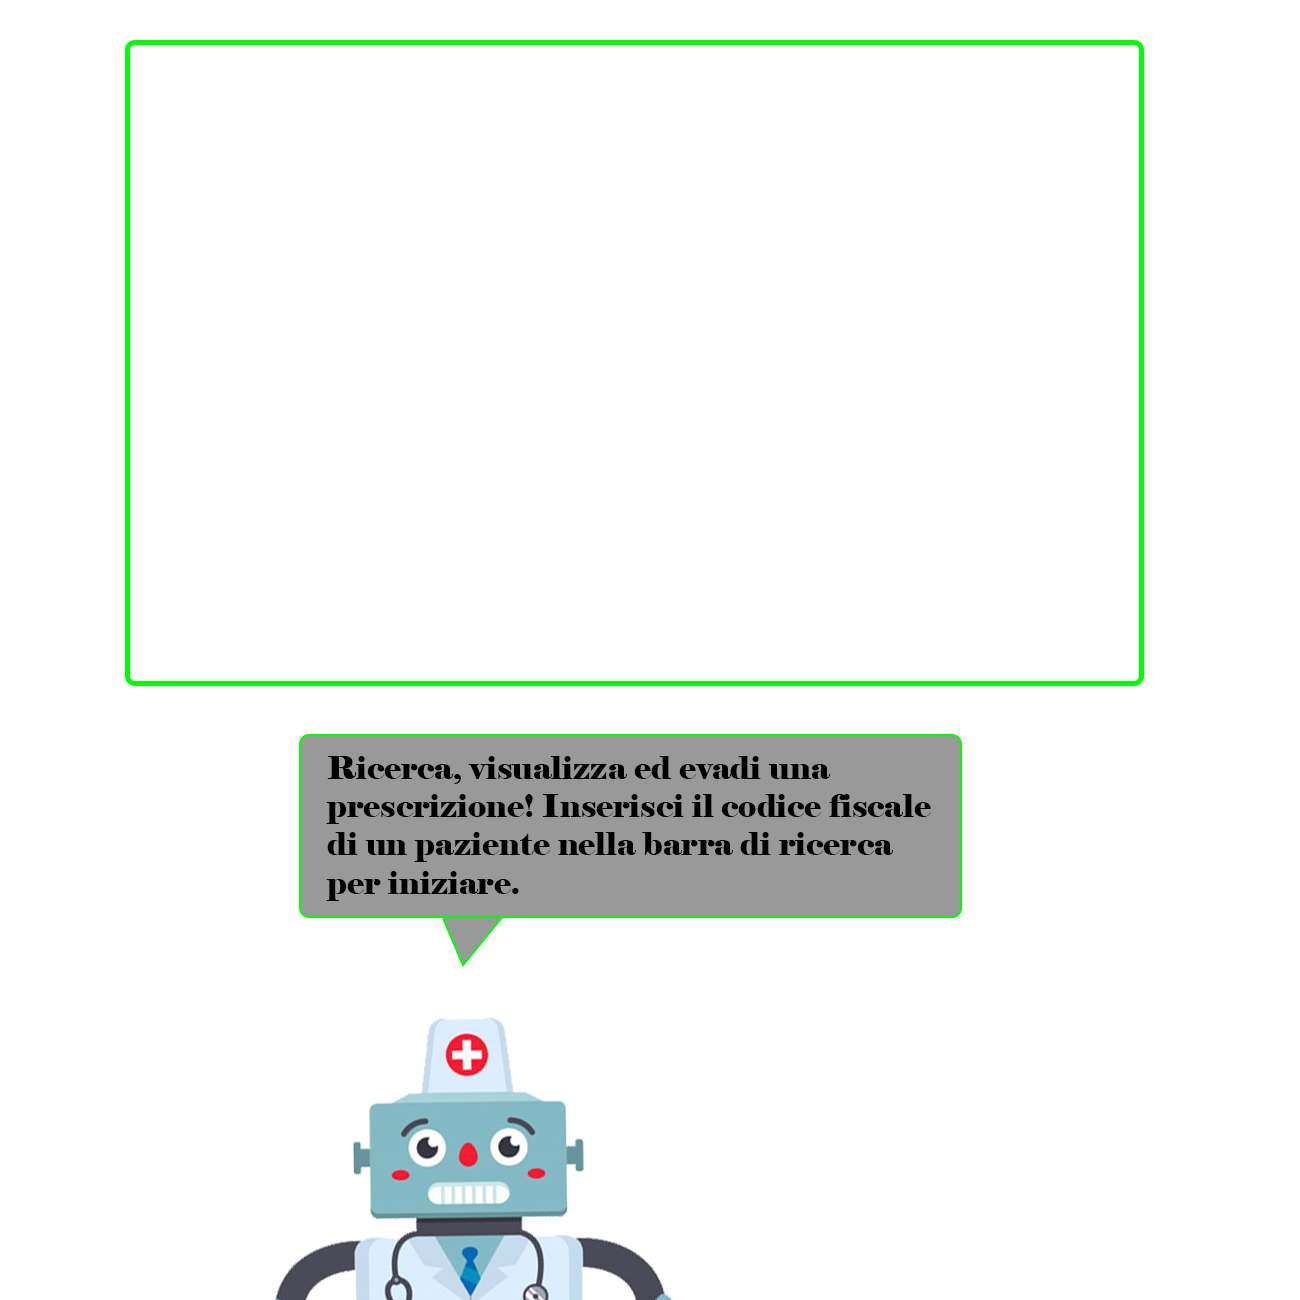 Ricerca, visualizza ed evadi una
prescrizione! Inserisci il codice fiscale
di un paziente nella barra di ricerca
per iniziare.